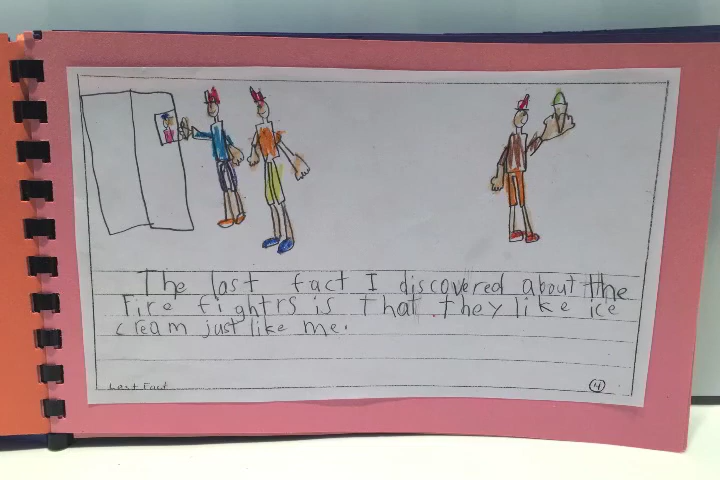 The last fact I discovered about the
fire fightrs is that they like ice
cream just like me.
Last Fact
4